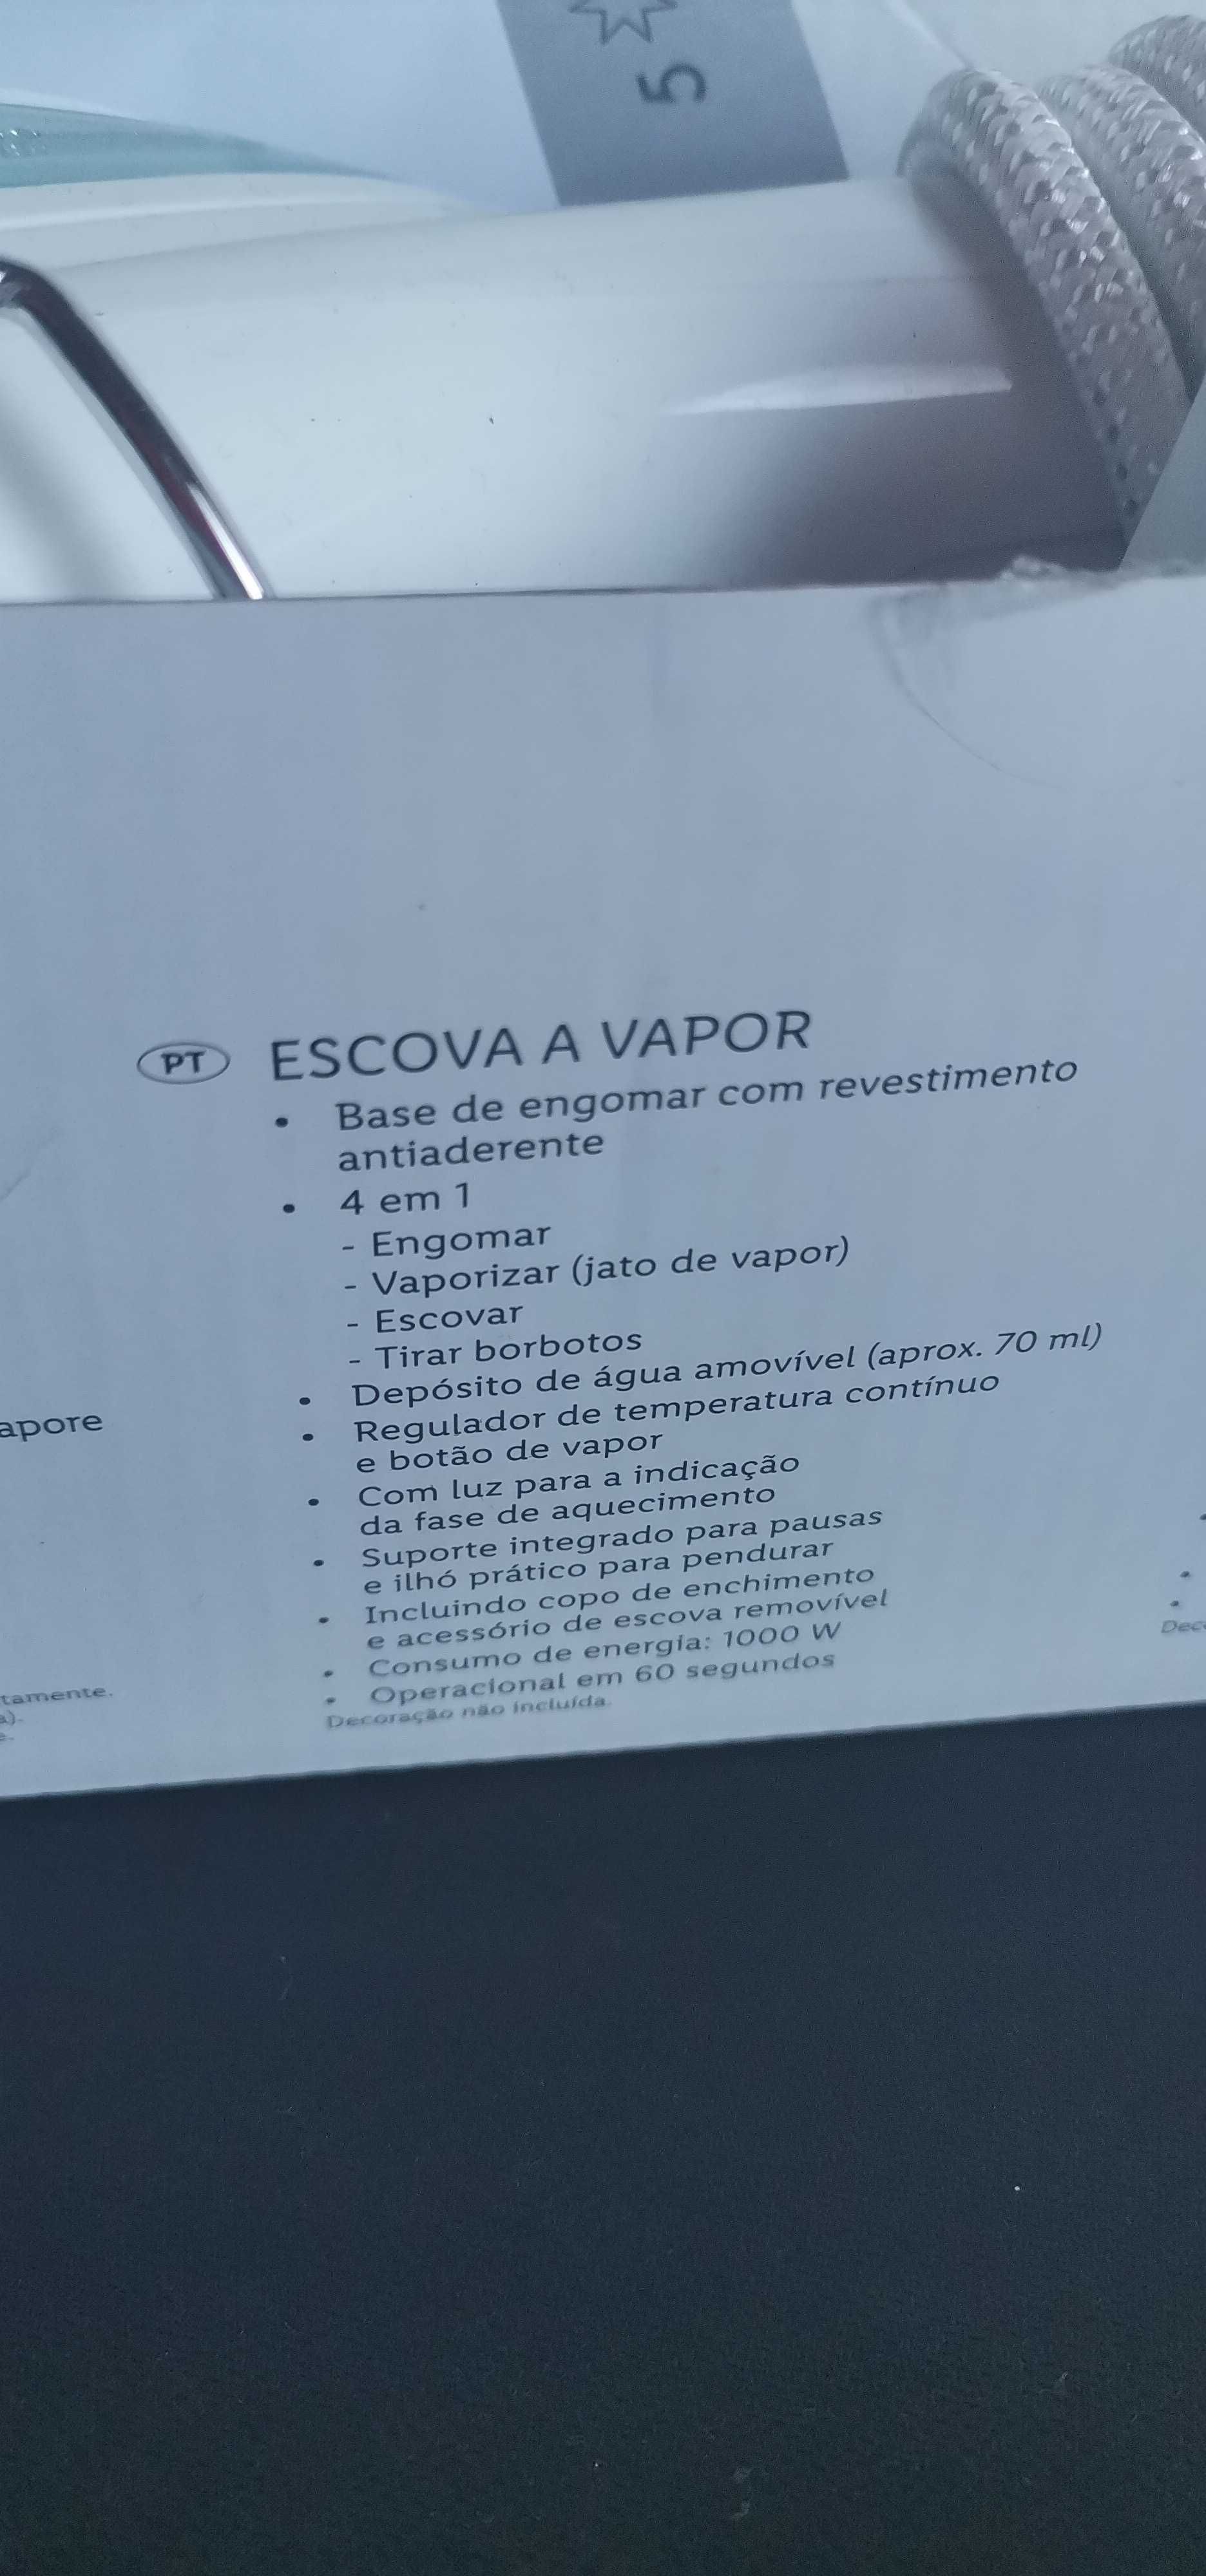 5
PT ESCOVA A VAPOR
• Base de engomar com revestimento
antiaderente
• 4 em 1
- Engomar
- Vaporizar (jato de vapor)
- Escovar
- Tirar borbotos
• Depósito de água amovível (aprox. 70 ml)
• Regulador de temperatura contínuo
e botão de vapor
• Com luz para a indicação
da fase de aquecimento
• Suporte integrado para pausas
e ilhó prático para pendurar
• Incluindo copo de enchimento
e acessório de escova removível
• Consumo de energia: 1000 W
• Operacional em 60 segundos
Decoração não incluída.
apore
tamente.
a).
e.
Deco